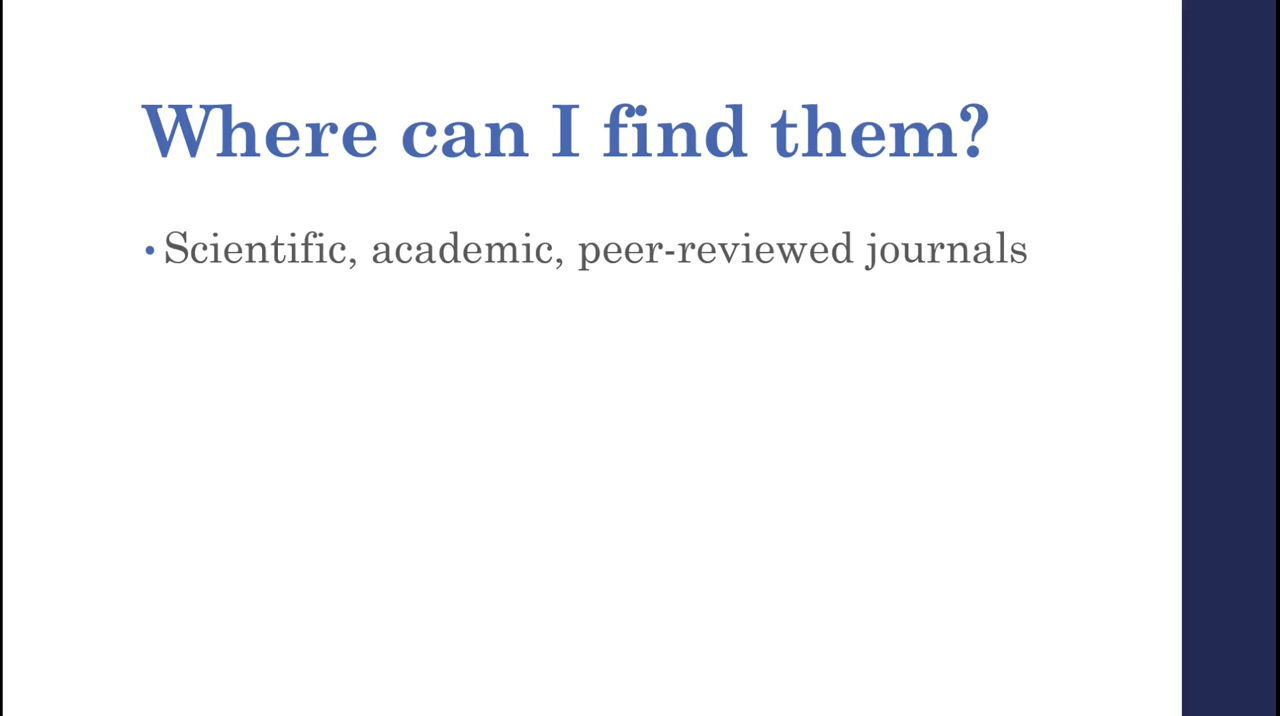 Where can I find them?
• Scientific, academic, peer-reviewed journals